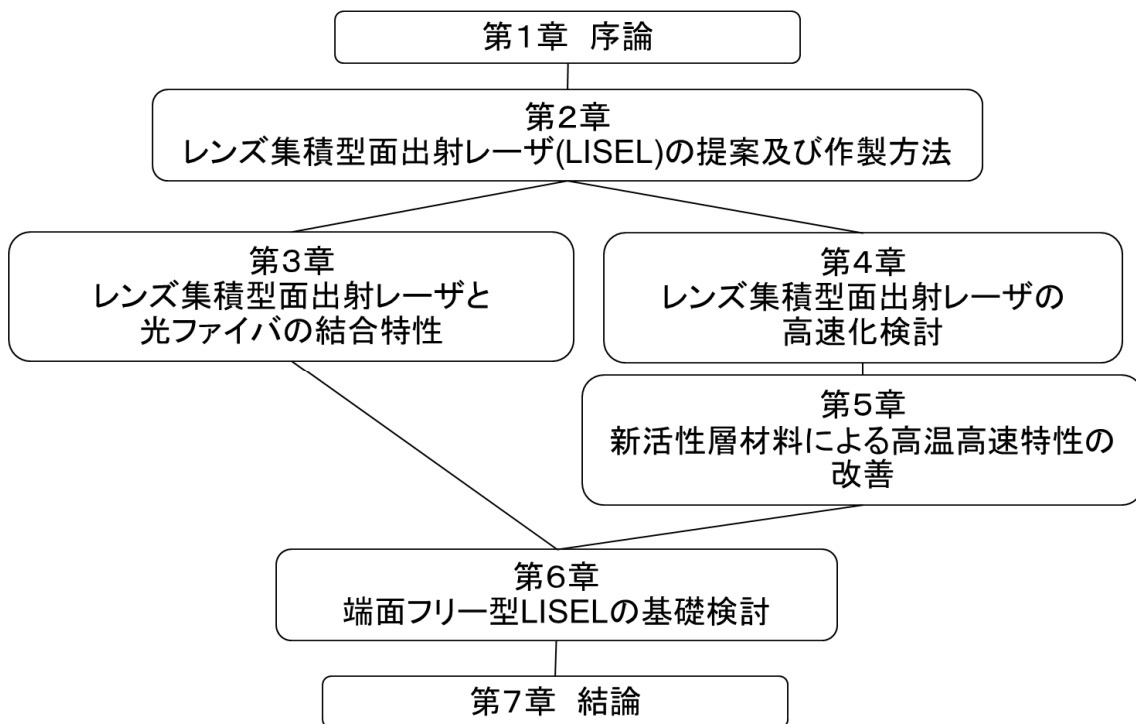 第1章 序論
第2章
レンズ集積型面出射レーザ(LISEL)の提案及び作製方法
第3章
レンズ集積型面出射レーザと
光ファイバの結合特性
第4章
レンズ集積型面出射レーザの
高速化検討
第5章
新活性層材料による高温高速特性の
改善
第6章
端面フリー型LISELの基礎検討
第7章 結論